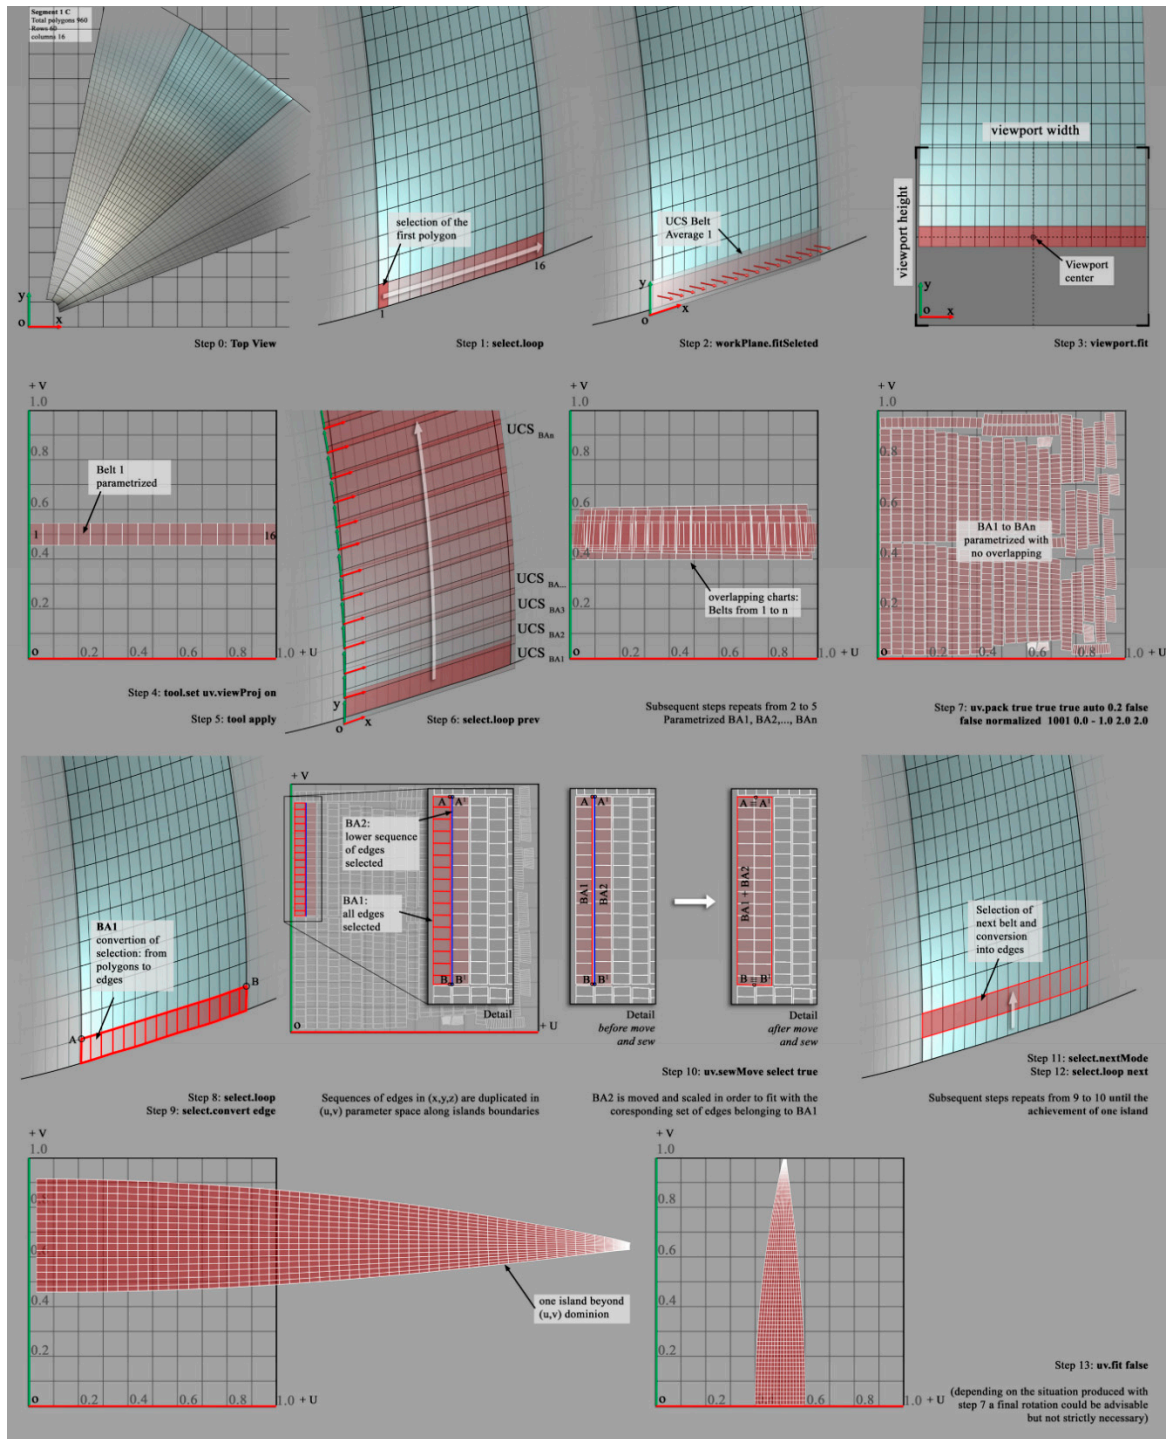 Segment 1 C
Total polygons 960
Rows 60
columns 16
y
o
x
Step 0: Top View
selection of the
first polygon
16
1
Step 1: select.loop
UCS Belt
Average 1
y
o
x
Step 2: workPlane.fitSeleted
viewport width
viewport height
Viewport
center
y
o
x
Step 3: viewport.fit
+ V
1.0
0.8
Belt 1
parametrized
0.6
1
16
0.4
0.2
o
0.2
0.4
0.6
0.8
1.0 + U
Step 4: tool.set uv.viewProj on
Step 5: tool apply
UCS BAn
UCS BA...
UCS BA3
UCS BA2
UCS BA1
y
o
x
Step 6: select.loop prev
+ V
1.0
0.8
0.6
0.4
overlapping charts:
Belts from 1 to n
0.2
o
0.2
0.4
0.6
0.8
1.0 + U
Subsequent steps repeats from 2 to 5
Parametrized BA1, BA2,..., BAn
+ V
1.0
0.8
0.6
BA1 to BAn
parametrized with
no overlapping
0.4
0.2
o
0.2
0.4
0.6
0.8
1.0 + U
Step 7: uv.pack true true true auto 0.2 false
false normalized 1001 0.0 - 1.0 2.0 2.0
BA1
convertion of
selection: from
polygons to
edges
A
B
Step 8: select.loop
Step 9: select.convert edge
+ V
BA2:
lower sequence
of edges
selected
BA1:
all edges
selected
A A¹
B B¹
Detail
o
+ U
Sequences of edges in (x,y,z) are duplicated in
(u,v) parameter space along islands boundaries
A A¹
BA1
BA2
B B¹
Detail
before move
and sew
A = A¹
BA1 + BA2
B = B¹
Detail
after move
and sew
Step 10: uv.sewMove select true
BA2 is moved and scaled in order to fit with the
coresponding set of edges belonging to BA1
Selection of
next belt and
conversion
into edges
Step 11: select.nextMode
Step 12: select.loop next
Subsequent steps repeats from 9 to 10 until the
achievement of one island
+ V
1.0
0.4
0.2
o
0.2
0.4
0.6
0.8
1.0 + U
one island beyond
(u,v) dominion
+ V
1.0
0.8
0.6
0.4
0.2
o
0.2
0.4
0.6
0.8
1.0 + U
Step 13: uv.fit false
(depending on the situation produced with
step 7 a final rotation could be advisable
but not strictly necessary)